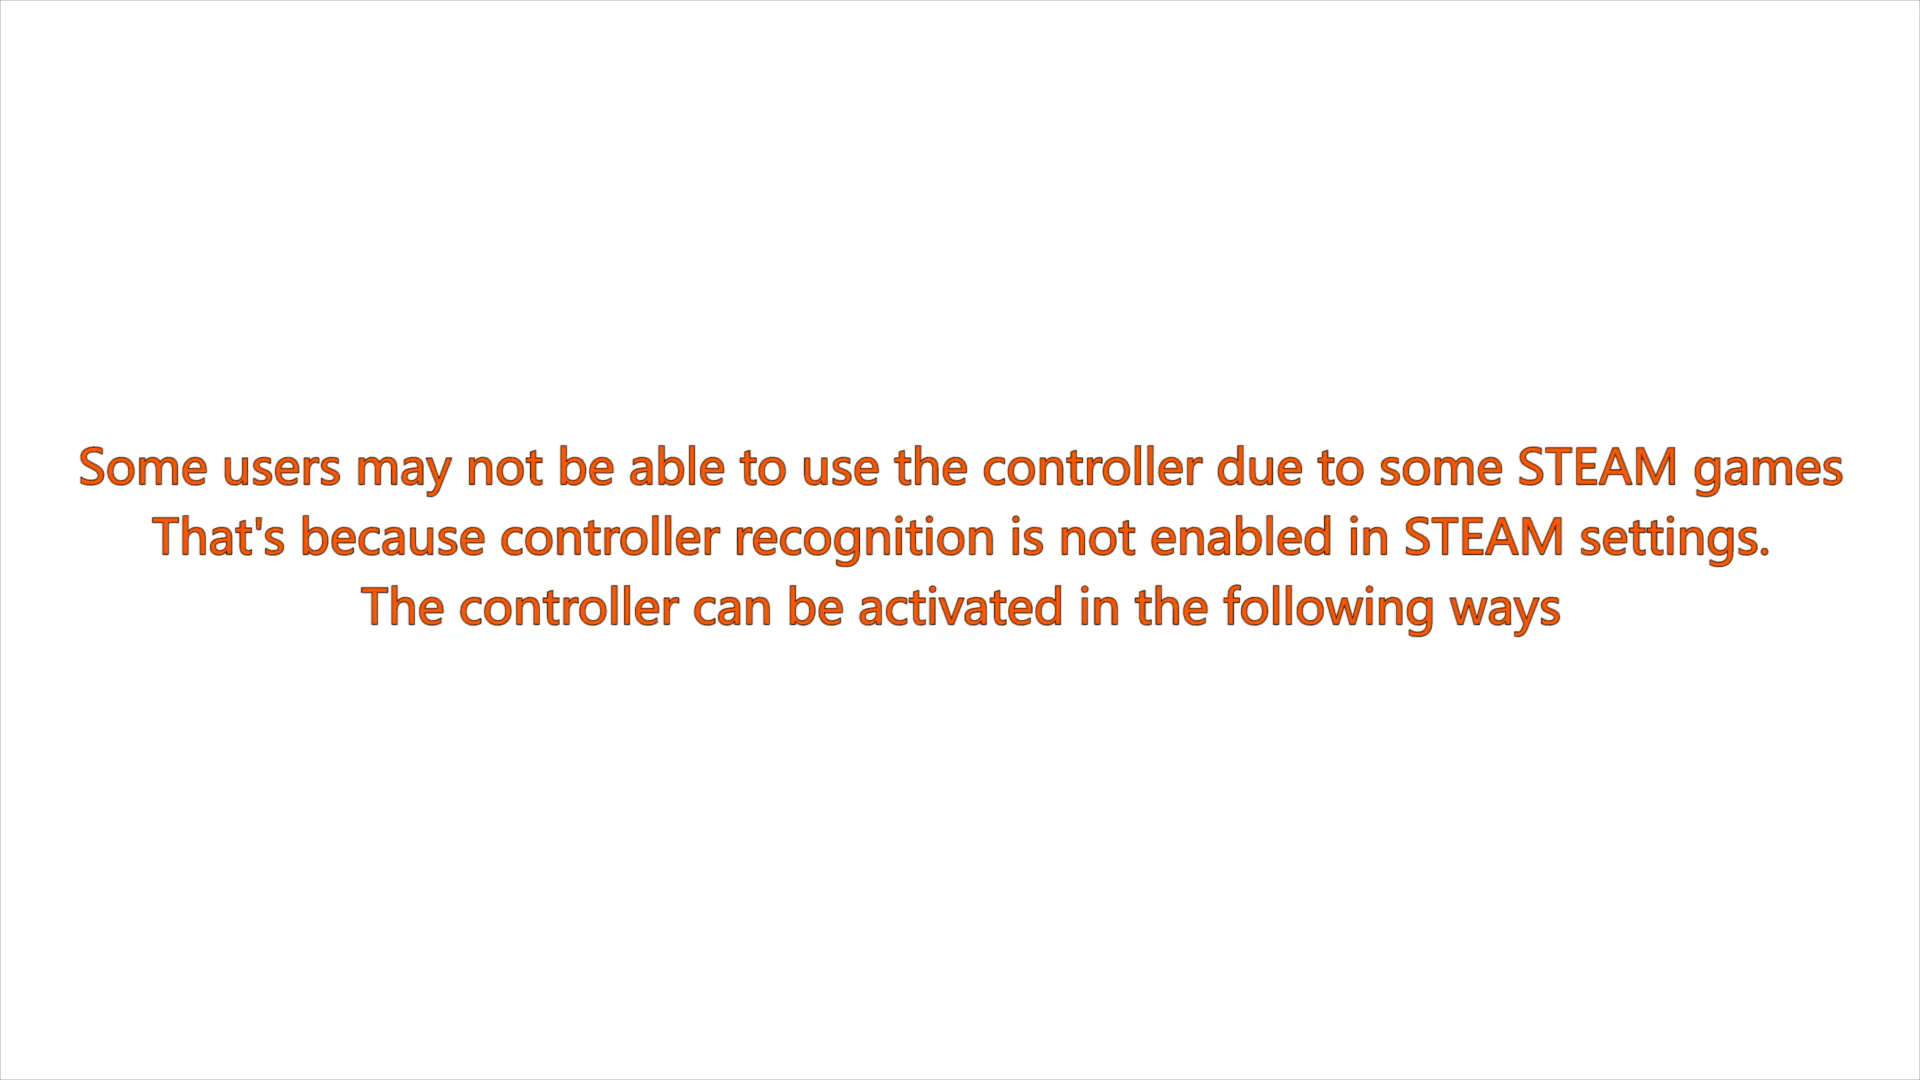 Some users may not be able to use the controller due to some STEAM games
That's because controller recognition is not enabled in STEAM settings.
The controller can be activated in the following ways